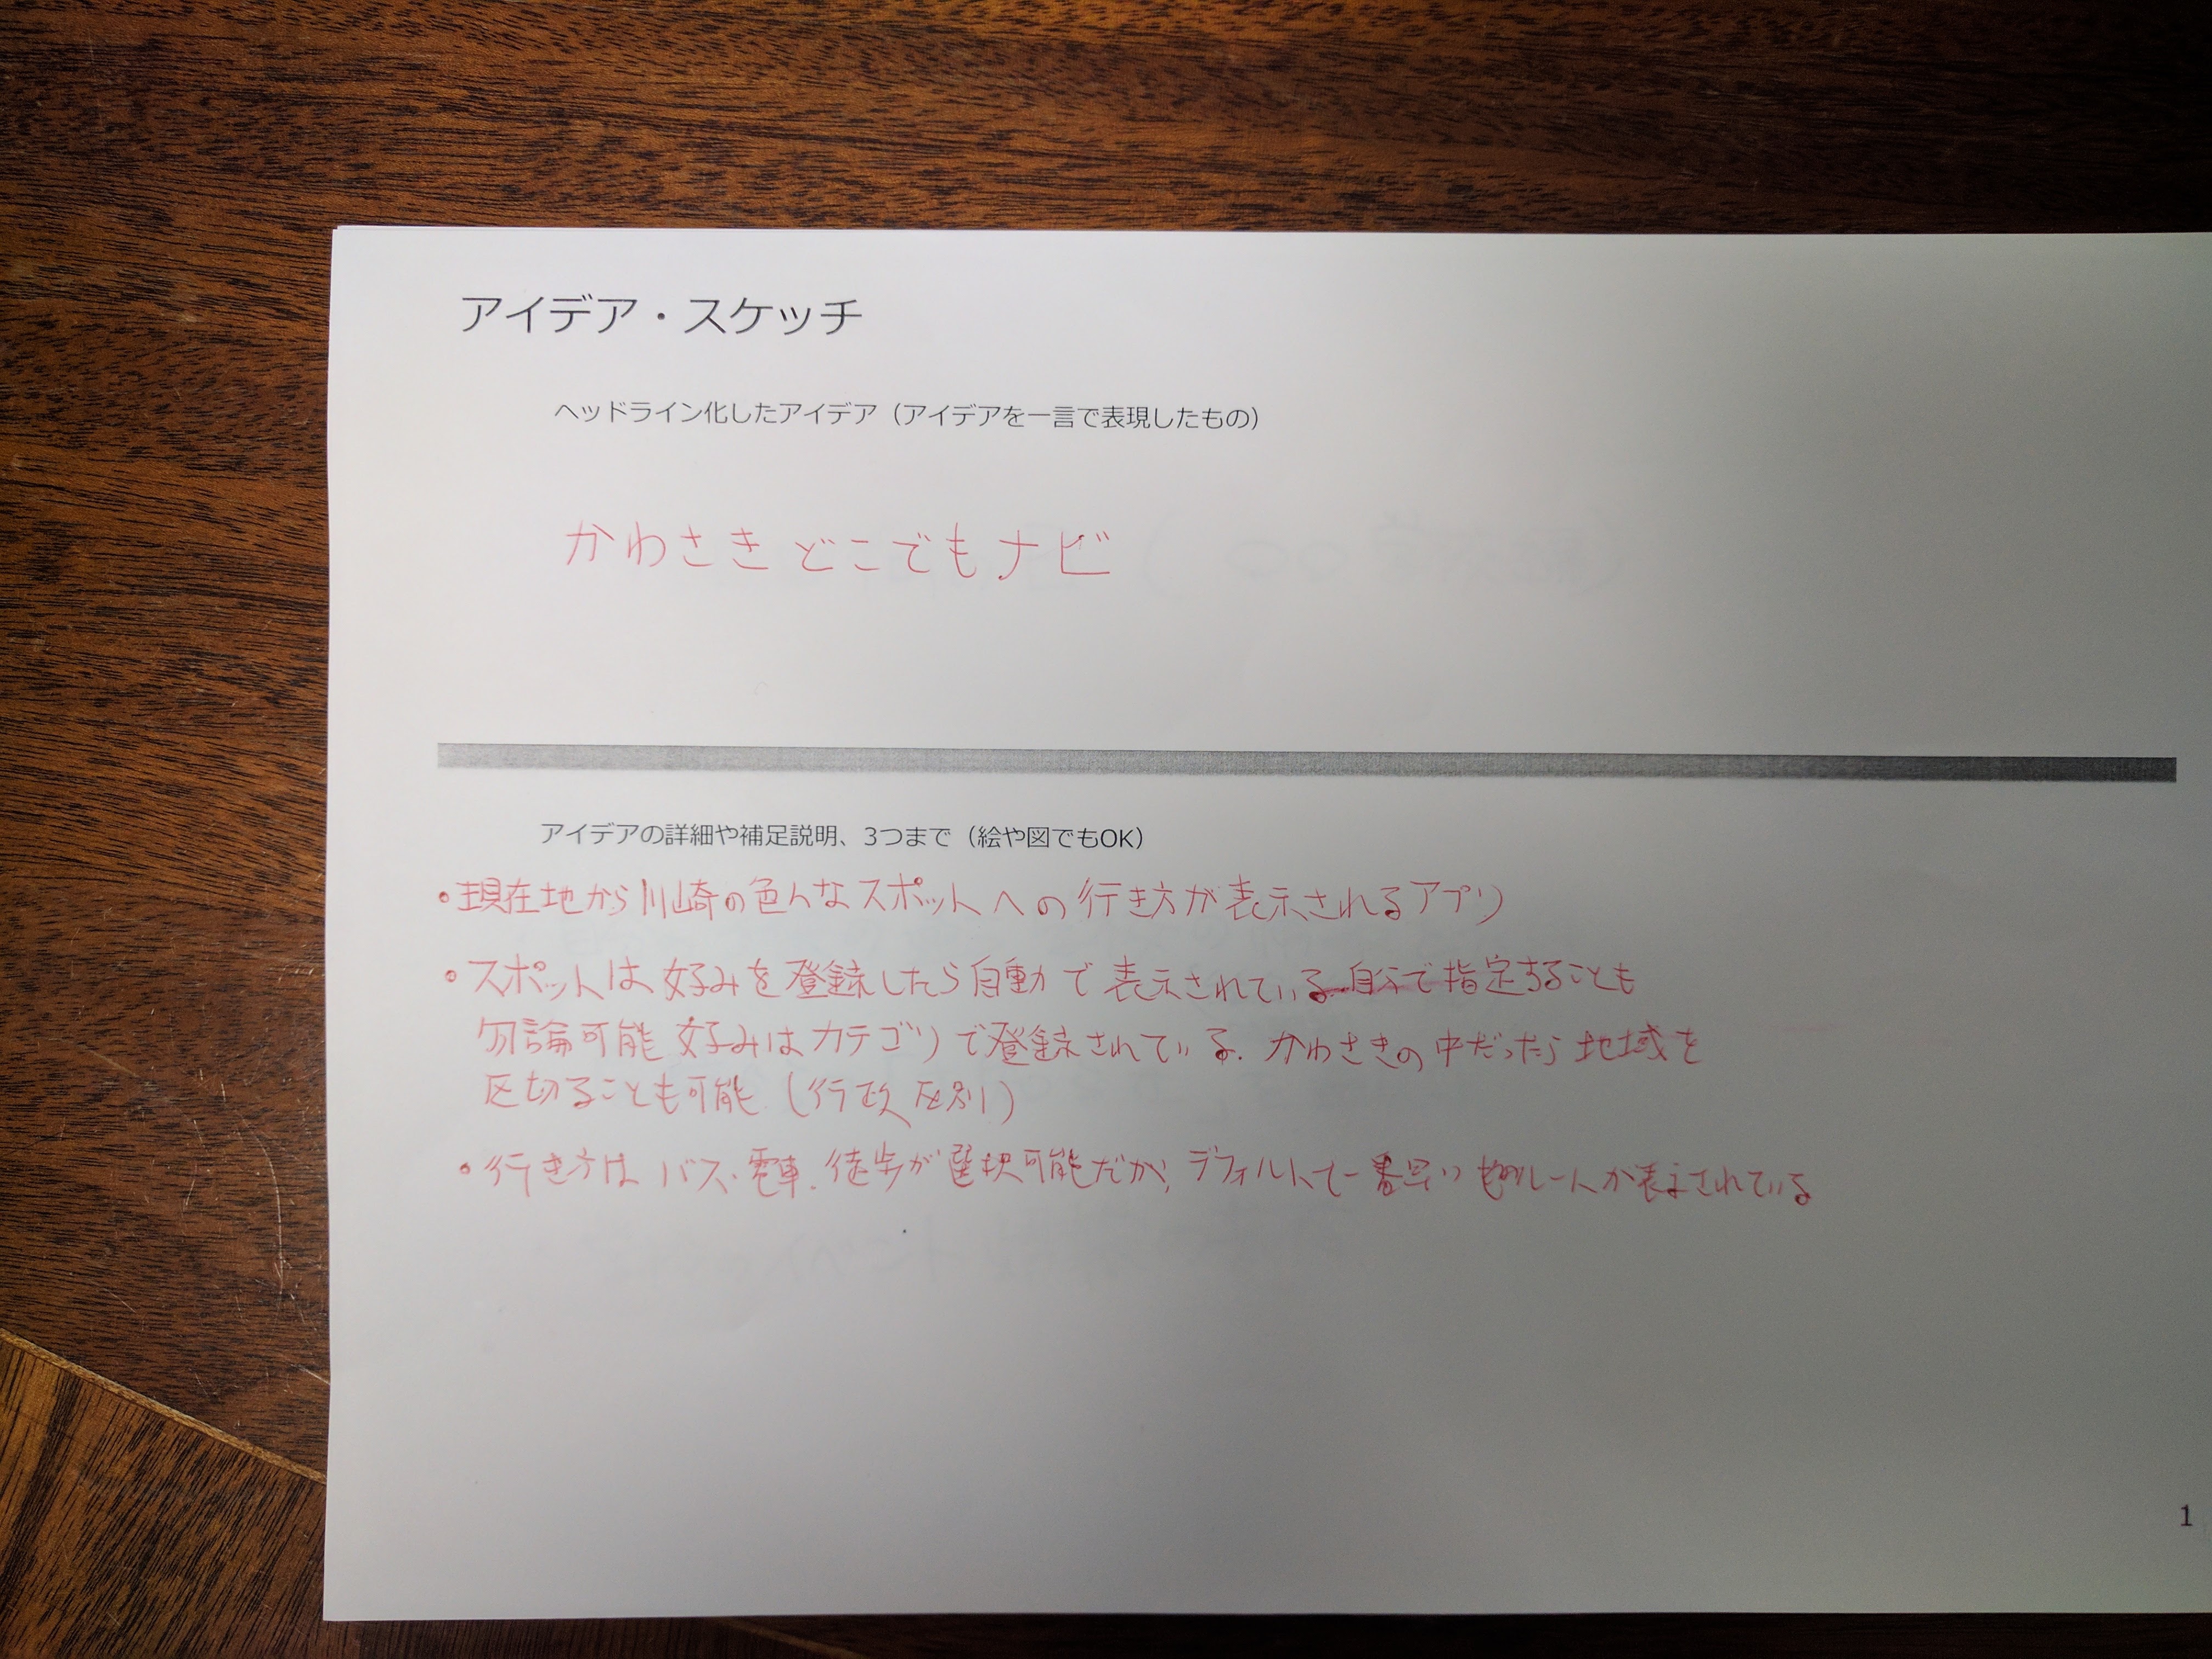 アイデア・スケッチ
ヘッドライン化したアイデア（アイデアを一言で表現したもの）
かわさきどこでもナビ
アイデアの詳細や補足説明、3つまで（絵や図でもOK）
・現在地から川崎の色んなスポットへの行き方が表示されるアプリ
・スポットは好みを登録したら自動で表示されている 自分で指定することも
勿論可能 好みはカテゴリで登録されている. かわさきの中だったら地域を
区切ることも可能 (行政区別)
・行き方はバス・電車.徒歩が選択可能だが, デフォルトで一番早い ルートが表示されている
1